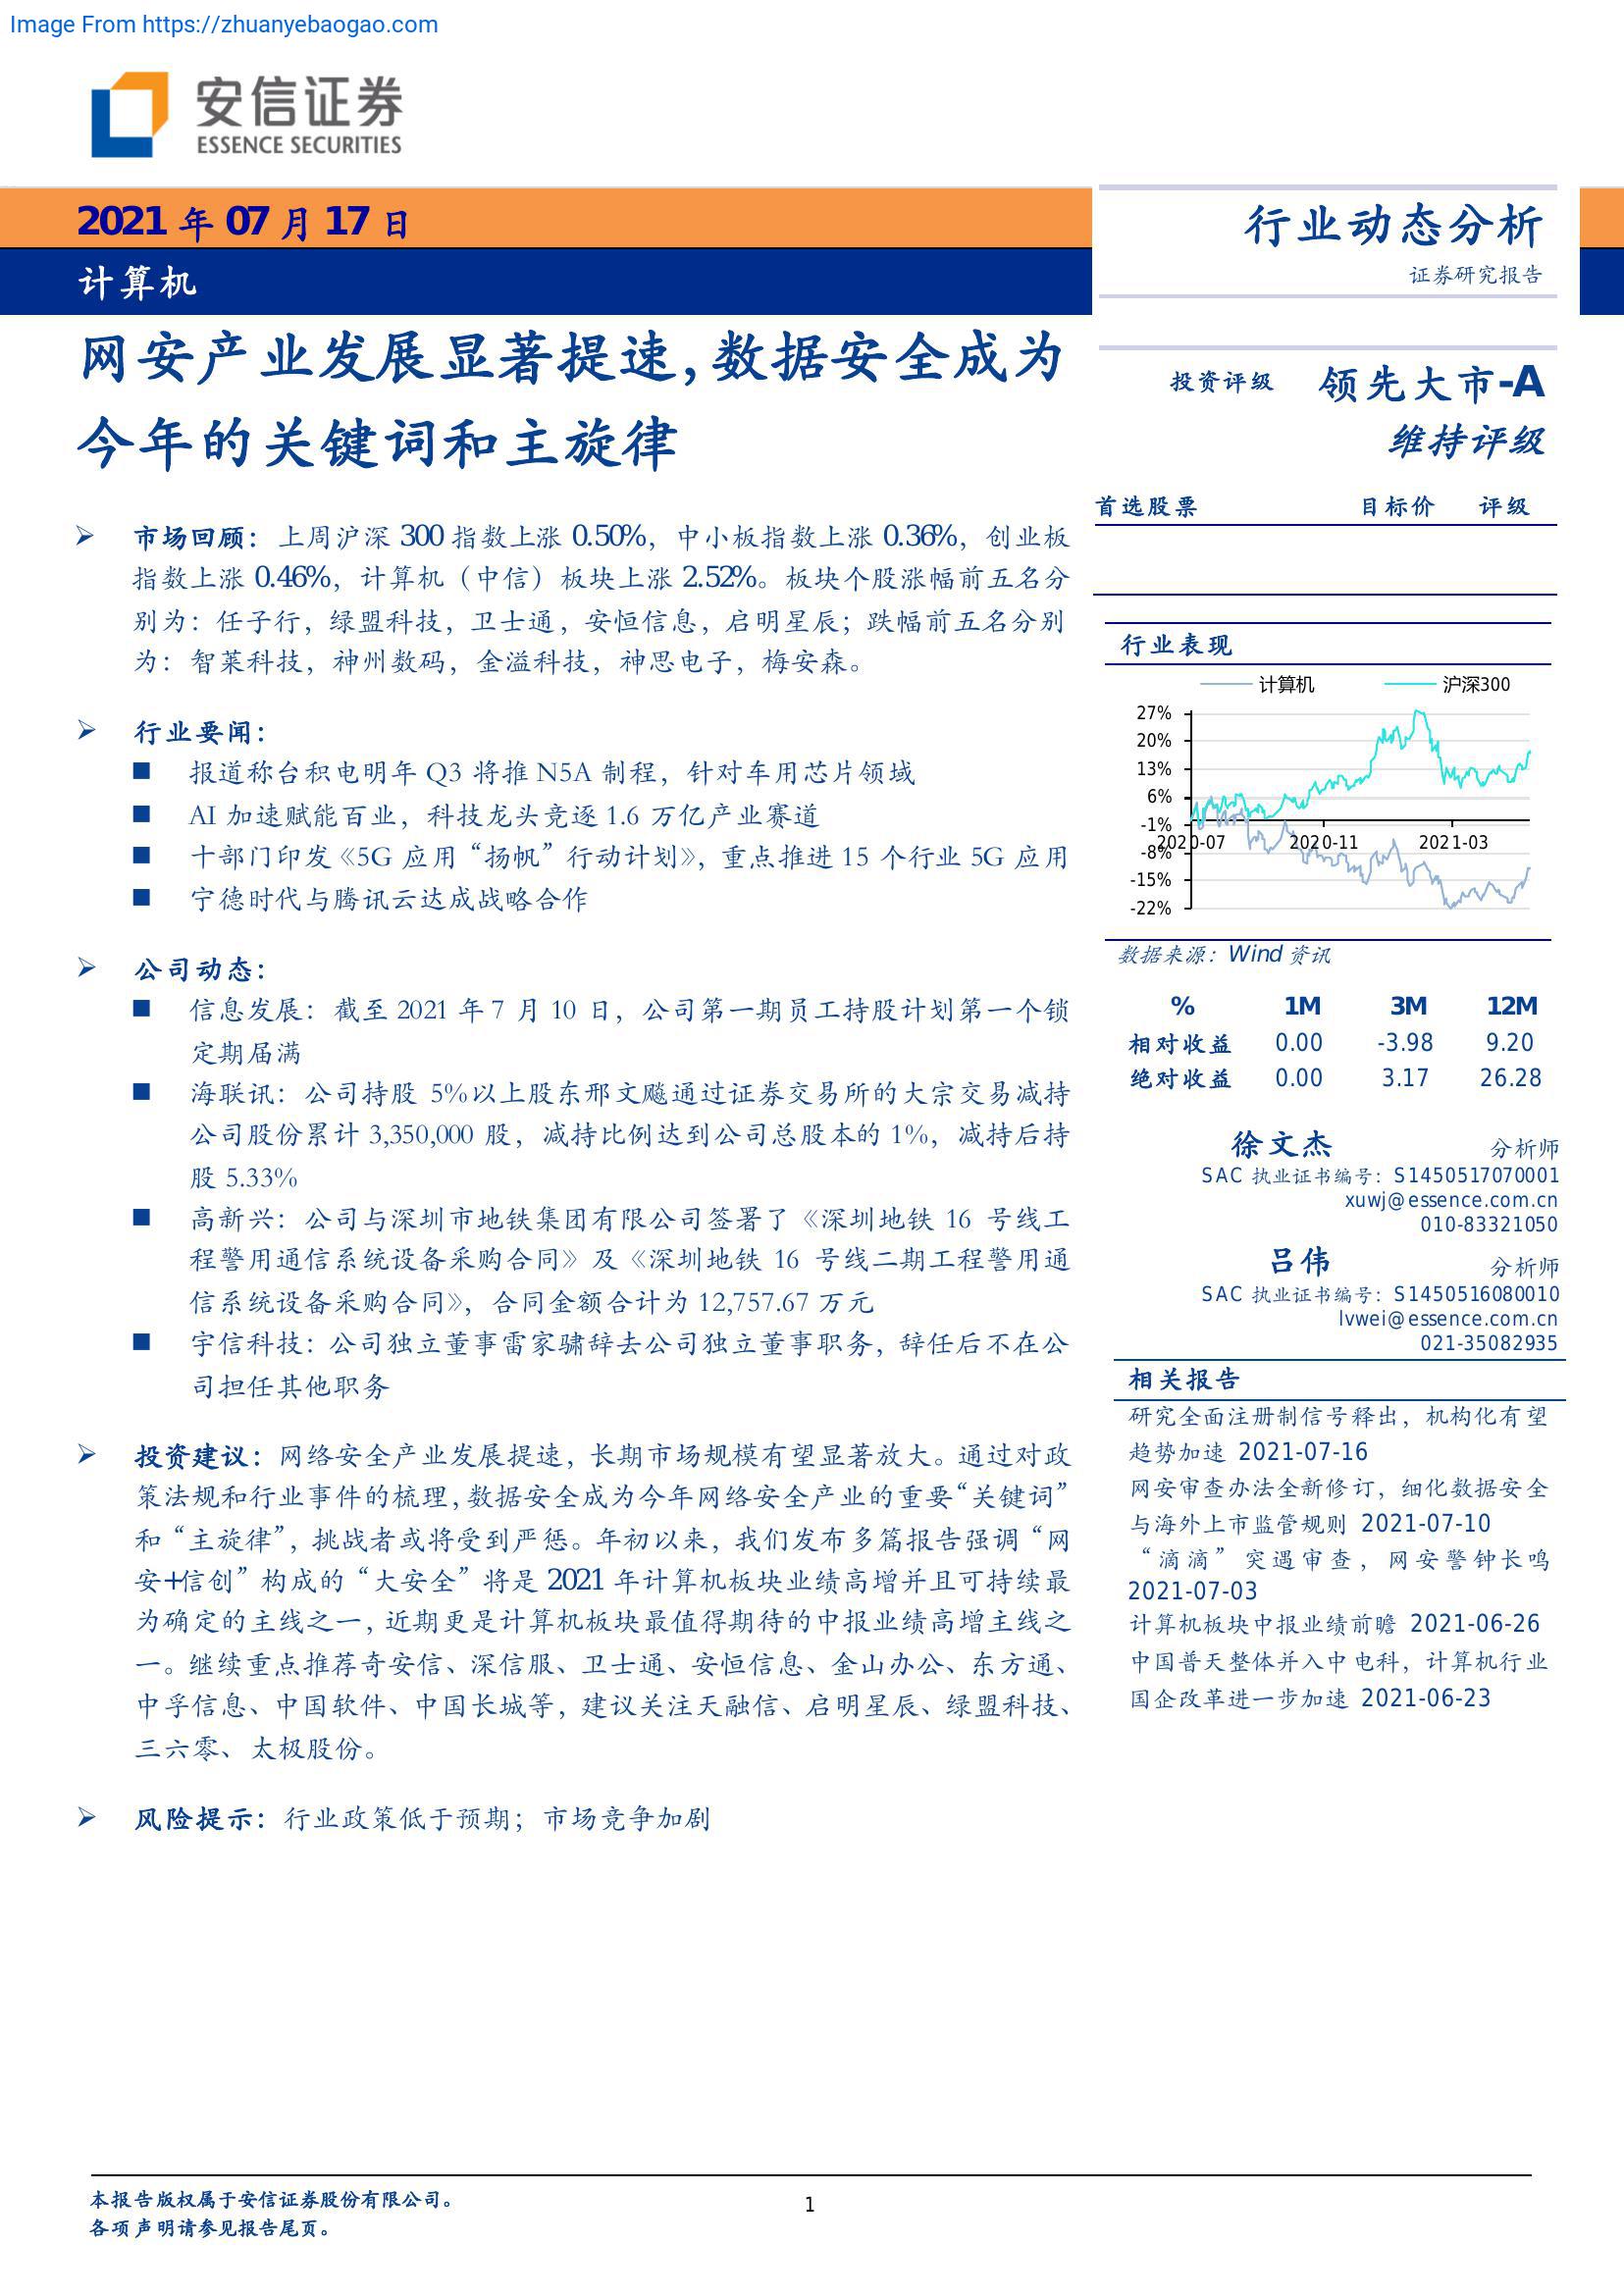 Image From https://zhuanyebaogao.com
安信证券
ESSENCE SECURITIES
2021 年 07 月 17 日
计算机
行业动态分析
证券研究报告
网安产业发展显著提速，数据安全成为
今年的关键词和主旋律
市场回顾：上周沪深 300 指数上涨 0.50%，中小板指数上涨 0.36%，创业板
指数上涨 0.46%，计算机（中信）板块上涨 2.52%。板块个股涨幅前五名分
别为：任子行，绿盟科技，卫士通，安恒信息，启明星辰；跌幅前五名分别
为：智莱科技，神州数码，金溢科技，神思电子，梅安森。
行业要闻：
报道称台积电明年 Q3 将推 N5A 制程，针对车用芯片领域
AI 加速赋能百业，科技龙头竞逐 1.6 万亿产业赛道
十部门印发《5G 应用“扬帆”行动计划》，重点推进 15 个行业 5G 应用
宁德时代与腾讯云达成战略合作
公司动态：
信息发展：截至 2021 年 7 月 10 日，公司第一期员工持股计划第一个锁
定期届满
海联讯：公司持股 5%以上股东邢文飚通过证券交易所的大宗交易减持
公司股份累计 3,350,000 股，减持比例达到公司总股本的 1%，减持后持
股 5.33%
高新兴：公司与深圳市地铁集团有限公司签署了《深圳地铁 16 号线工
程警用通信系统设备采购合同》及《深圳地铁 16 号线二期工程警用通
信系统设备采购合同》，合同金额合计为 12,757.67 万元
宇信科技：公司独立董事雷家骕辞去公司独立董事职务，辞任后不在公
司担任其他职务
投资建议：网络安全产业发展提速，长期市场规模有望显著放大。通过对政
策法规和行业事件的梳理，数据安全成为今年网络安全产业的重要“关键词”
和“主旋律”，挑战者或将受到严惩。年初以来，我们发布多篇报告强调“网
安+信创”构成的“大安全”将是 2021 年计算机板块业绩高增并且可持续最
为确定的主线之一，近期更是计算机板块最值得期待的中报业绩高增主线之
一。继续重点推荐奇安信、深信服、卫士通、安恒信息、金山办公、东方通、
中孚信息、中国软件、中国长城等，建议关注天融信、启明星辰、绿盟科技、
三六零、太极股份。
风险提示：行业政策低于预期；市场竞争加剧
投资评级 领先大市-A
维持评级
首选股票 目标价 评级
行业表现
计算机 沪深300
27%
20%
13%
6%
-1%
-8%
-15%
-22%
2020-07 2020-11 2021-03
数据来源：Wind 资讯
% 1M 3M 12M
相对收益 0.00 -3.98 9.20
绝对收益 0.00 3.17 26.28
徐文杰 分析师
SAC 执业证书编号：S1450517070001
xuwj@essence.com.cn
010-83321050
吕伟 分析师
SAC 执业证书编号：S1450516080010
lvwei@essence.com.cn
021-35082935
相关报告
研究全面注册制信号释出，机构化有望
趋势加速 2021-07-16
网安审查办法全新修订，细化数据安全
与海外上市监管规则 2021-07-10
“滴滴”突遇审查，网安警钟长鸣
2021-07-03
计算机板块中报业绩前瞻 2021-06-26
中国普天整体并入中电科，计算机行业
国企改革进一步加速 2021-06-23
本报告版权属于安信证券股份有限公司。
各项声明请参见报告尾页。
1